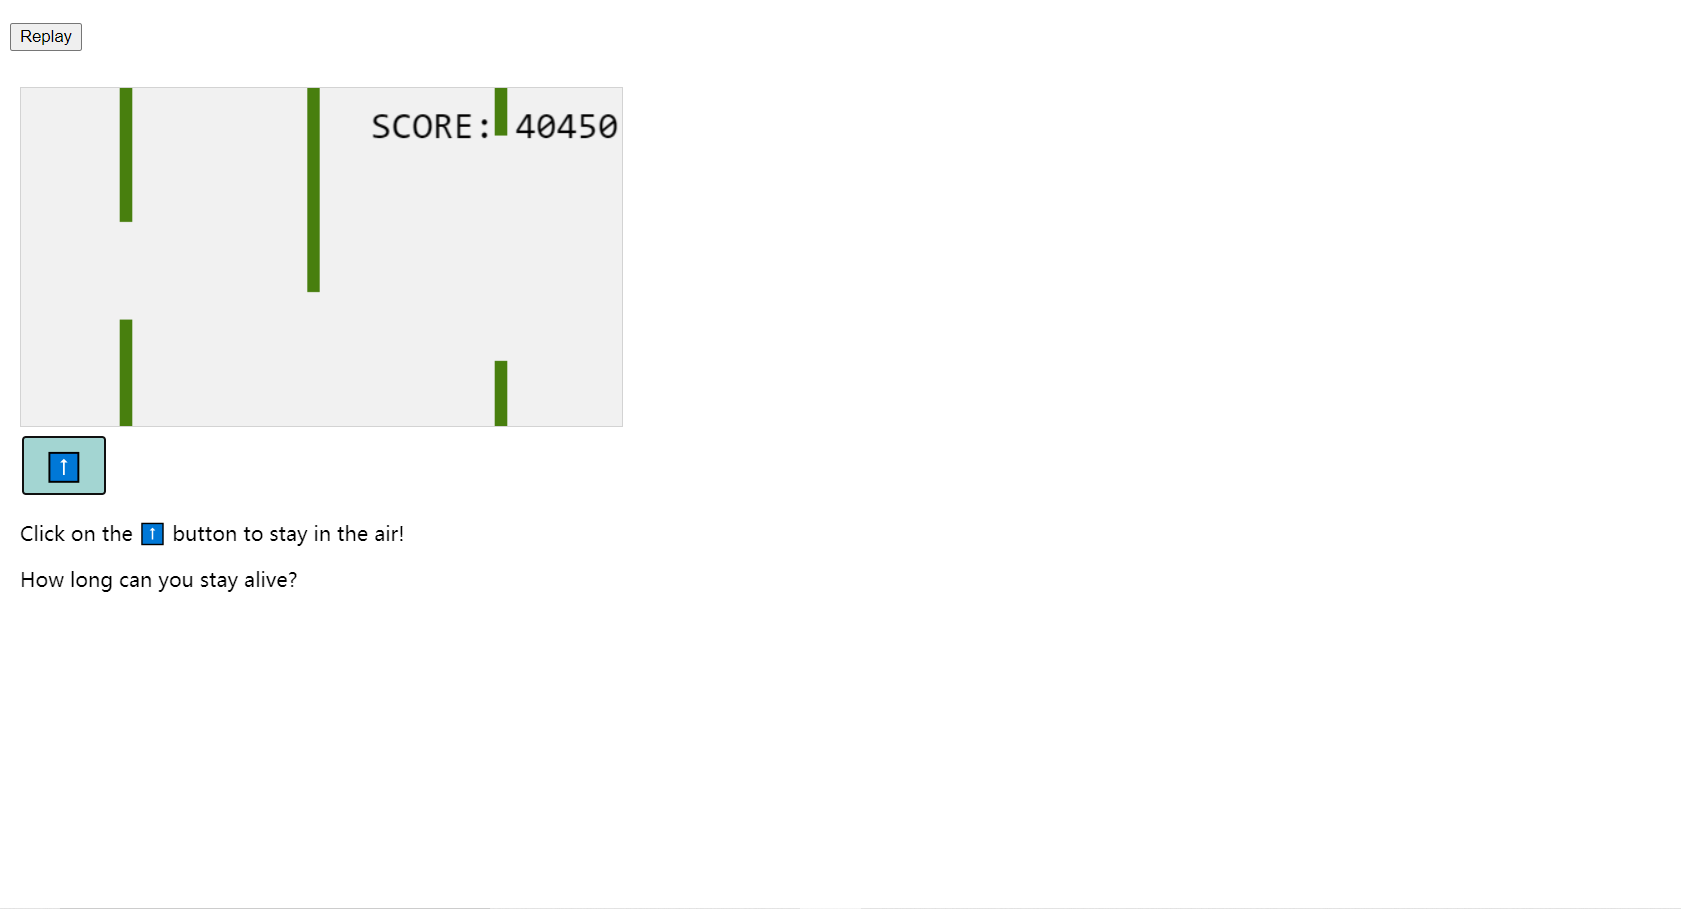 Replay
SCORE: 40450
↑
Click on the ⬆ button to stay in the air!
How long can you stay alive?